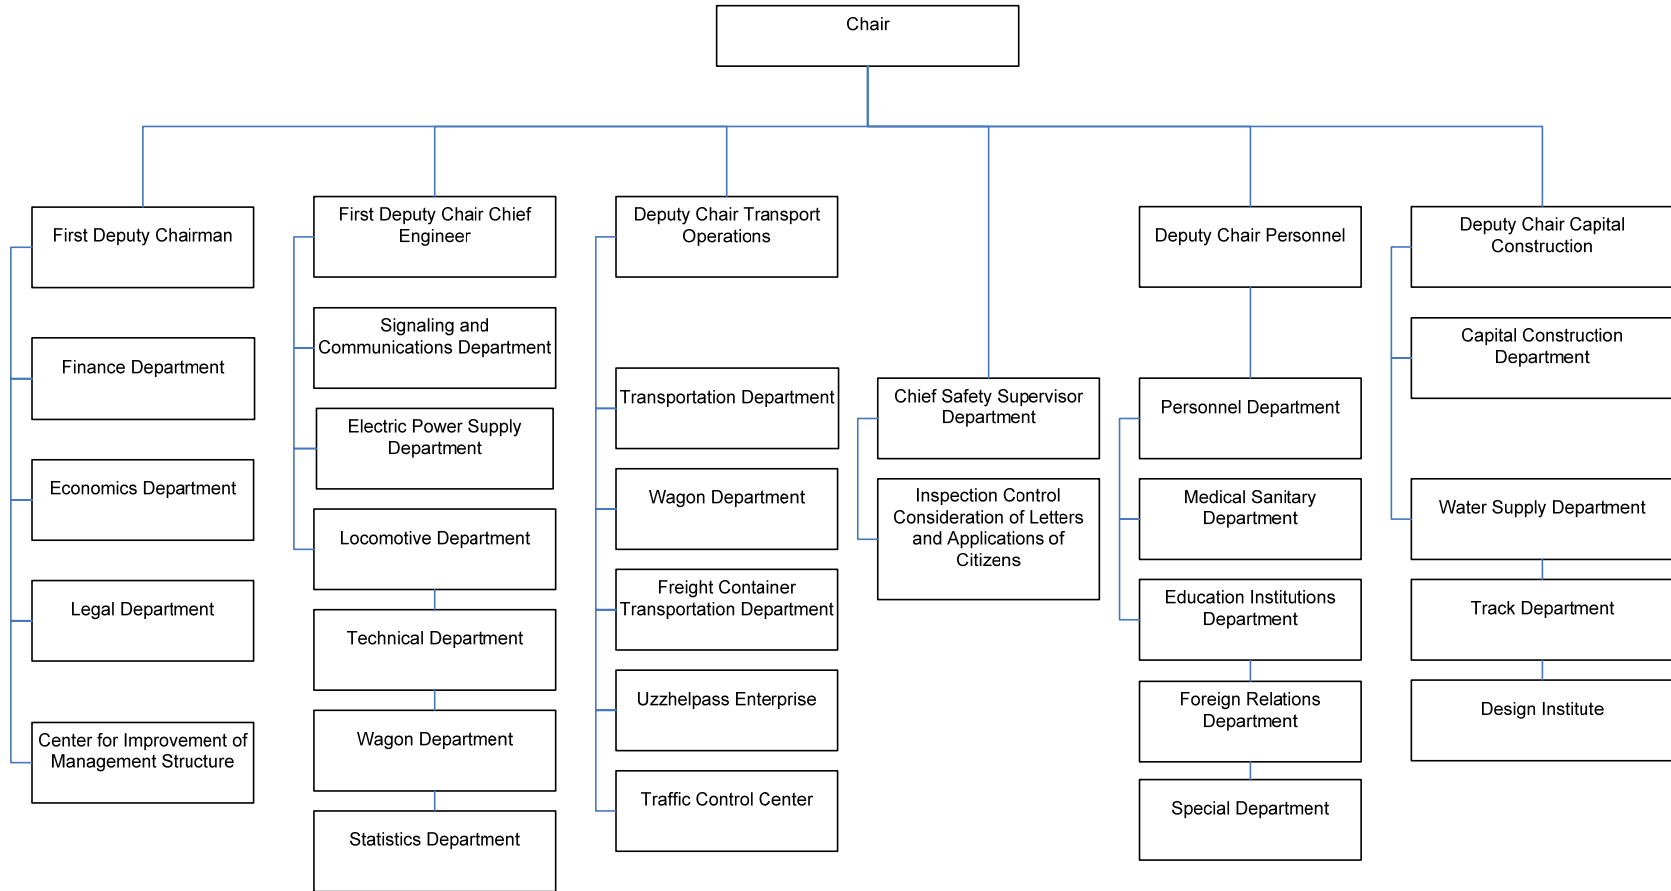 Chair
First Deputy Chairman
Finance Department
Economics Department
Legal Department
Center for Improvement of
Management Structure
First Deputy Chair Chief
Engineer
Signaling and
Communications Department
Electric Power Supply
Department
Locomotive Department
Technical Department
Wagon Department
Statistics Department
Deputy Chair Transport
Operations
Transportation Department
Wagon Department
Freight Container
Transportation Department
Uzzhelpass Enterprise
Traffic Control Center
Chief Safety Supervisor
Department
Inspection Control
Consideration of Letters
and Applications of
Citizens
Deputy Chair Personnel
Personnel Department
Medical Sanitary
Department
Education Institutions
Department
Foreign Relations
Department
Special Department
Deputy Chair Capital
Construction
Capital Construction
Department
Water Supply Department
Track Department
Design Institute